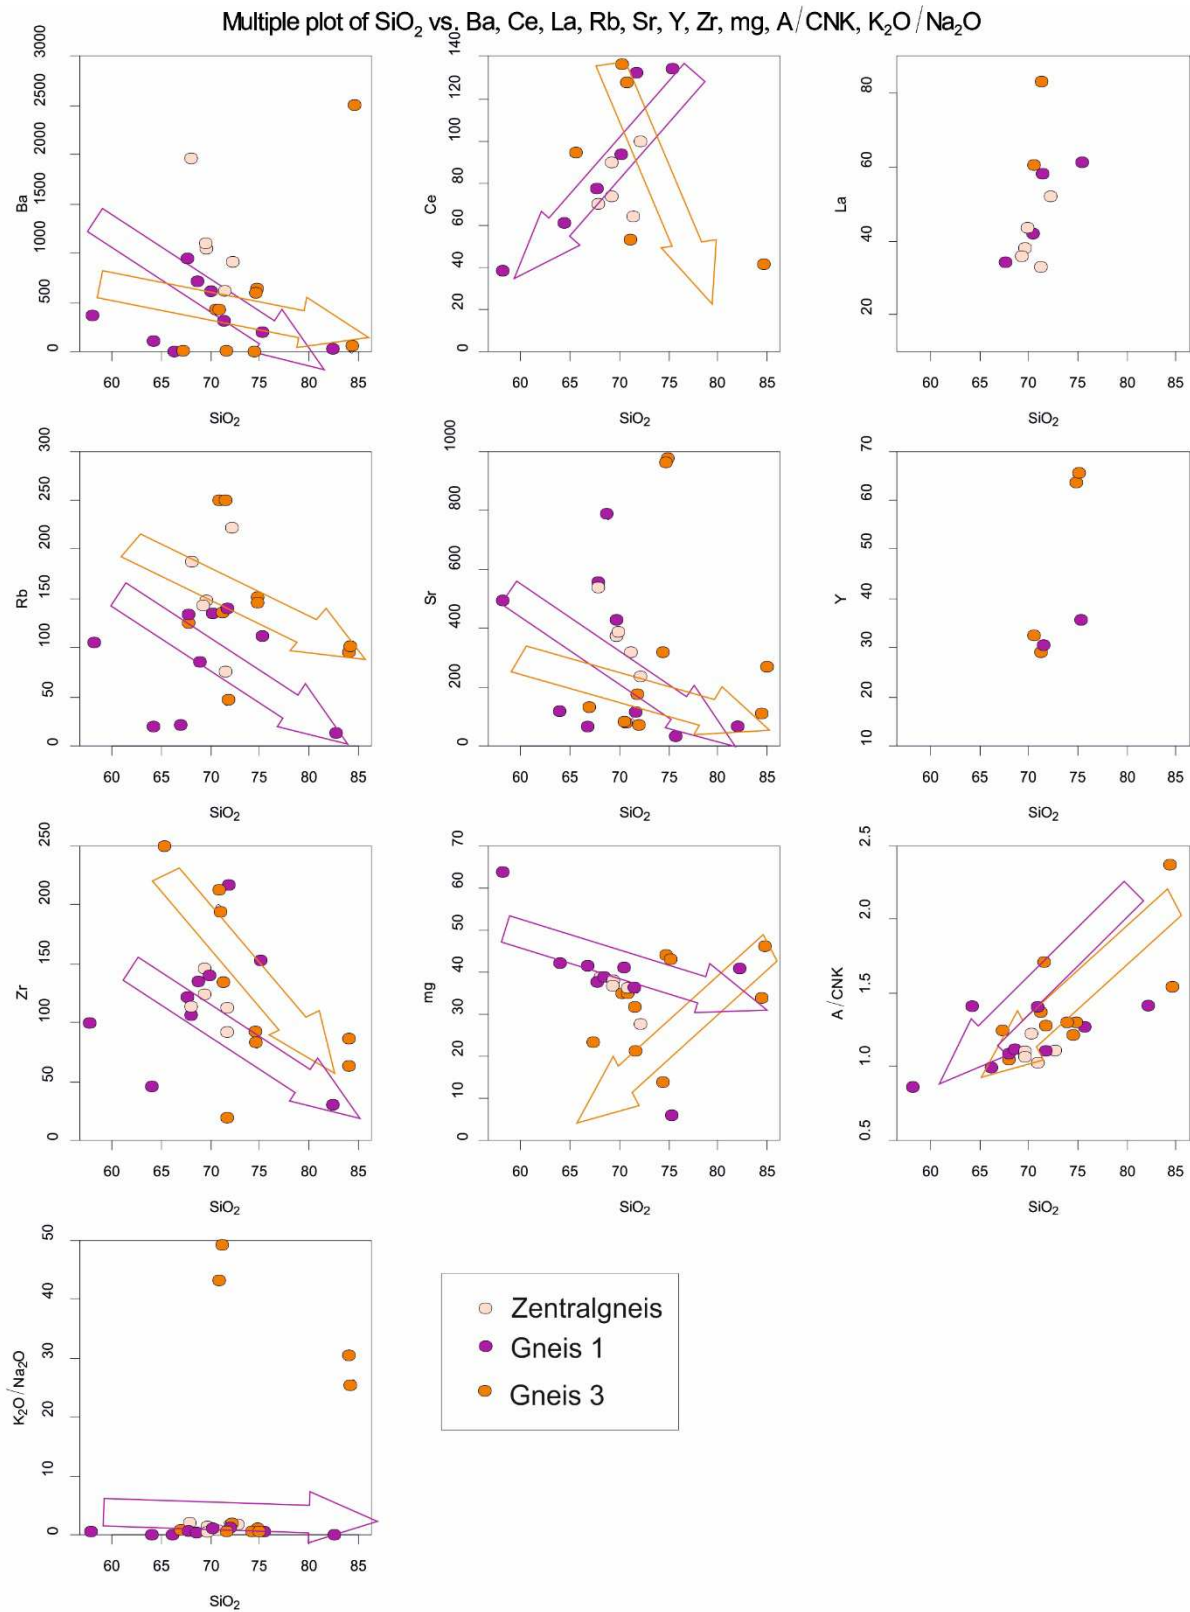 Multiple plot of SiO₂ vs. Ba, Ce, La, Rb, Sr, Y, Zr, mg, A/CNK, K₂O/Na₂O
Ba
0 500 1000 1500 2000 2500 3000
60 65 70 75 80 85
SiO₂
Ce
0 20 40 60 80 100 120 140
60 65 70 75 80 85
SiO₂
La
20 40 60 80
60 65 70 75 80 85
SiO₂
Rb
0 50 100 150 200 250 300
60 65 70 75 80 85
SiO₂
Sr
0 200 400 600 800 1000
60 65 70 75 80 85
SiO₂
Y
10 20 30 40 50 60 70
60 65 70 75 80 85
SiO₂
Zr
0 50 100 150 200 250
60 65 70 75 80 85
SiO₂
mg
0 10 20 30 40 50 60 70
60 65 70 75 80 85
SiO₂
A/CNK
0.5 1.0 1.5 2.0 2.5
60 65 70 75 80 85
SiO₂
K₂O/Na₂O
0 10 20 30 40 50
60 65 70 75 80 85
SiO₂
Zentralgneis
Gneis 1
Gneis 3